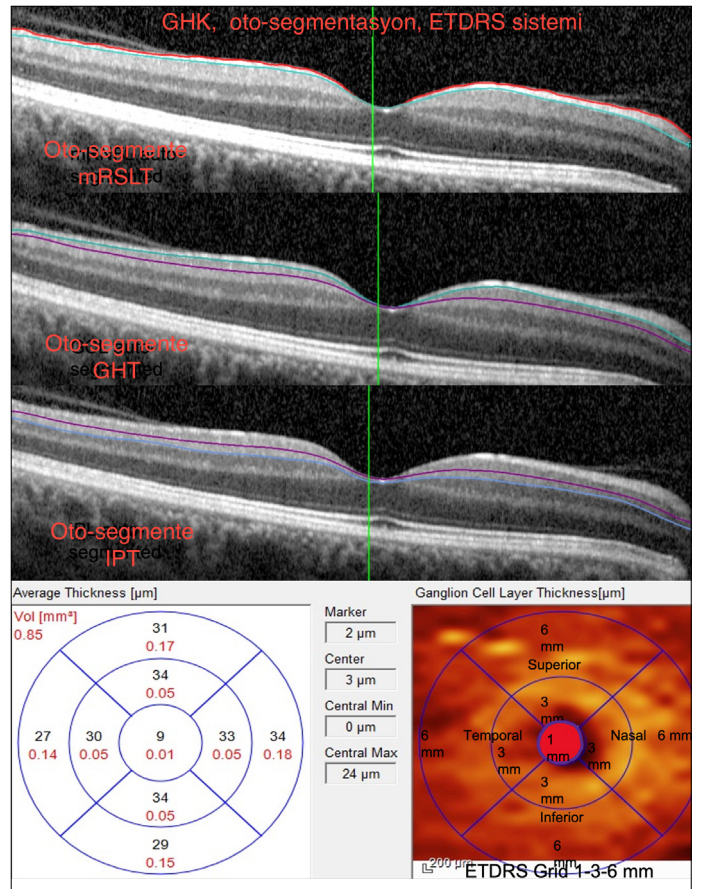 GHK, oto-segmentasyon, ETDRS sistemi
Oto-segmente
mRSLT
Oto-segmente
GHT
Oto-segmente
IPT
Average Thickness [µm]
Vol [mm³]
0.85
31
0.17
34
0.05
27
0.14
30
0.05
9
0.01
33
0.05
34
0.18
34
0.05
29
0.15
Marker
2 µm
Center
3 µm
Central Min
0 µm
Central Max
24 µm
Ganglion Cell Layer Thickness[µm]
6
mm
Superior
3
mm
6
mm
Temporal
3
mm
1
mm
3
mm
Nasal
6 mm
3
mm
Inferior
6
mm
200 µm
ETDRS Grid 1-3-6 mm